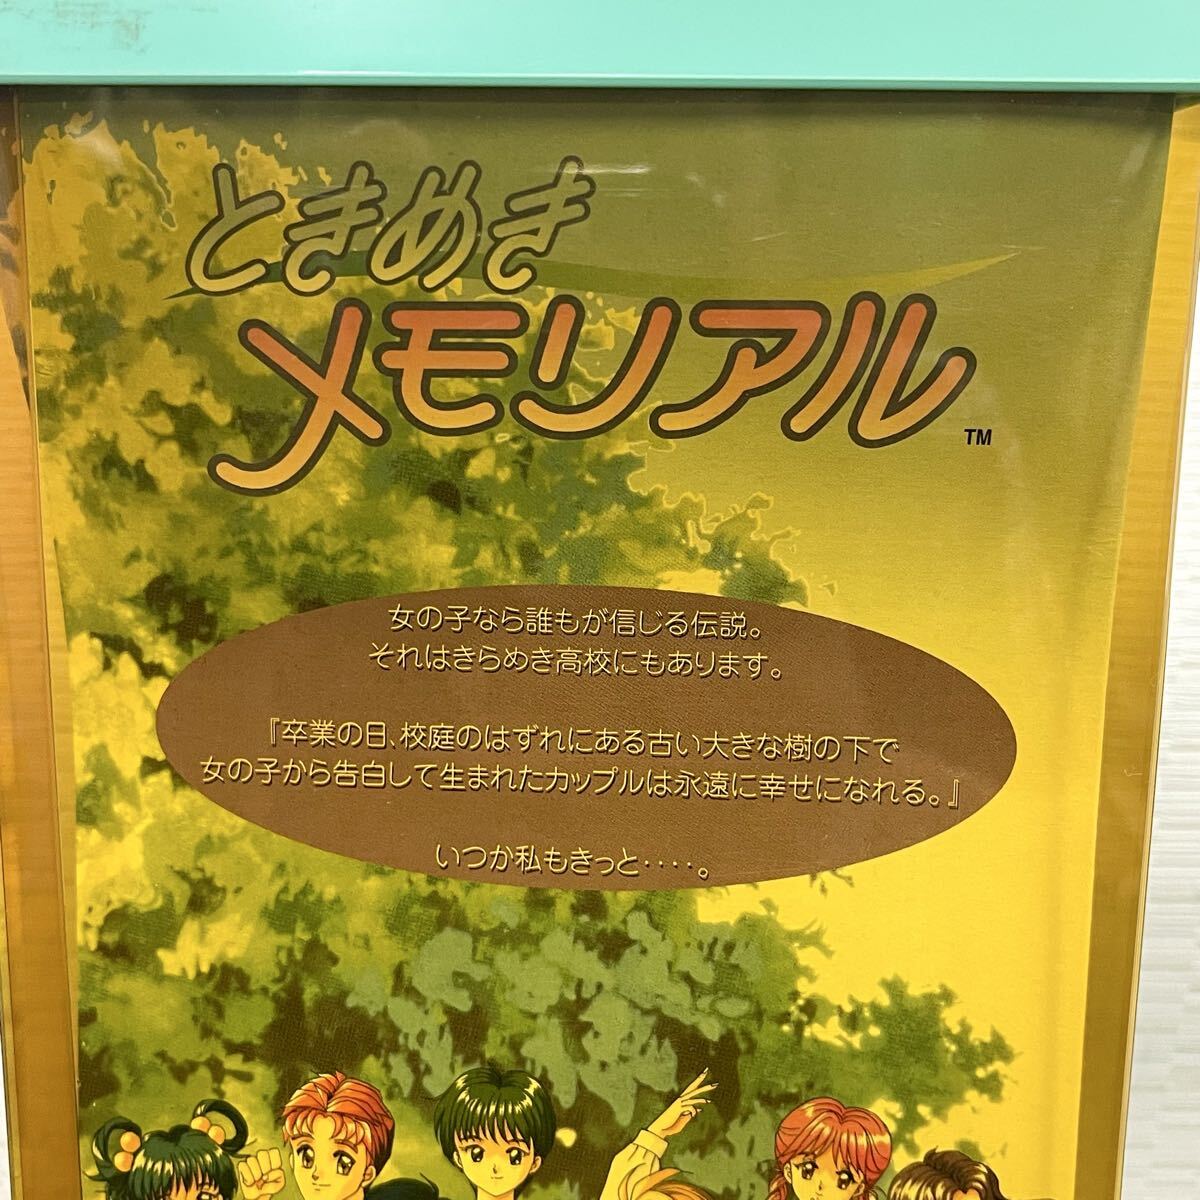 ときめき
メモリアル
TM
女の子なら誰もが信じる伝説。
それはきらめき高校にもあります。
『卒業の日、校庭のはずれにある古い大きな樹の下で
女の子から告白して生まれたカップルは永遠に幸せになれる。』
いつか私もきっと‥‥。